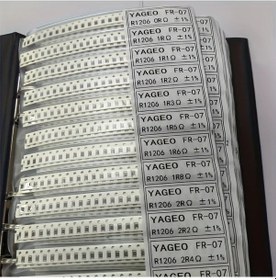 YAGEO FR-07
R1206 0RΩ ±1%
YAGEO FR-07
R1206 1RΩ ±1%
YAGEO FR-07
R1206 1R1Ω ±1%
YAGEO FR-07
R1206 1R2Ω ±1%
YAGEO FR-07
R1206 1R3Ω ±1%
YAGEO FR-07
R1206 1R5Ω ±1%
YAGEO FR-07
R1206 1R6Ω ±1%
YAGEO FR-07
R1206 1R8Ω ±1%
YAGEO FR-07
R1206 2RΩ ±1%
YAGEO FR-07
R1206 2R2Ω ±1%
YAGEO FR-07
R1206 2R4Ω ±1%